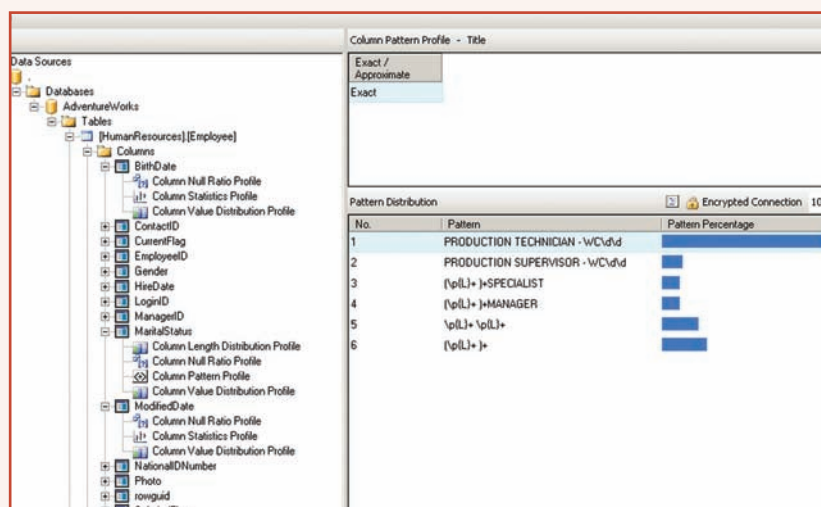 Data Sources
.
Databases
AdventureWorks
Tables
[HumanResources].[Employee]
Columns
BirthDate
Column Null Ratio Profile
Column Statistics Profile
Column Value Distribution Profile
ContactID
CurrentFlag
EmployeeID
Gender
HireDate
LoginID
ManagerID
MaritalStatus
Column Length Distribution Profile
Column Null Ratio Profile
Column Pattern Profile
Column Value Distribution Profile
ModifiedDate
Column Null Ratio Profile
Column Statistics Profile
Column Value Distribution Profile
NationalIDNumber
Photo
rowguid
Column Pattern Profile - Title
Exact /
Approximate
Exact
Pattern Distribution Encrypted Connection 10
No. Pattern Pattern Percentage
1 PRODUCTION TECHNICIAN - WC\d\d
2 PRODUCTION SUPERVISOR - WC\d\d
3 (\p{L}+ )+SPECIALIST
4 (\p{L}+ )+MANAGER
5 \p{L}+ \p{L}+
6 (\p{L}+ )+